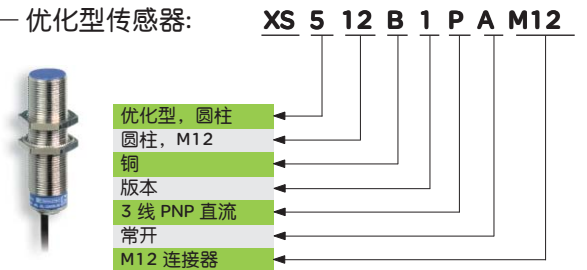 — 优化型传感器: XS 5 12 B 1 P A M12
优化型，圆柱
圆柱，M12
铜
版本
3 线 PNP 直流
常开
M12 连接器